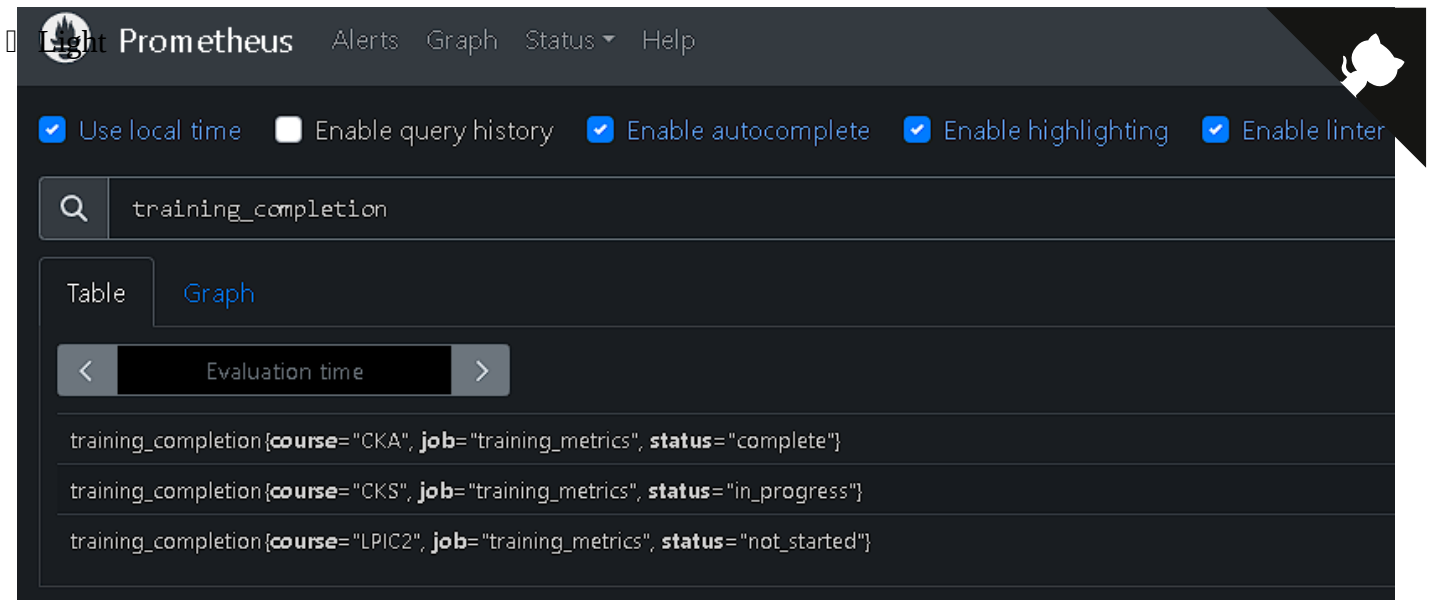 Light Prometheus Alerts Graph Status Help
Use local time Enable query history Enable autocomplete Enable highlighting Enable linter
training_completion
Table Graph
Evaluation time
training_completion{course="CKA", job="training_metrics", status="complete"}
training_completion{course="CKS", job="training_metrics", status="in_progress"}
training_completion{course="LPIC2", job="training_metrics", status="not_started"}